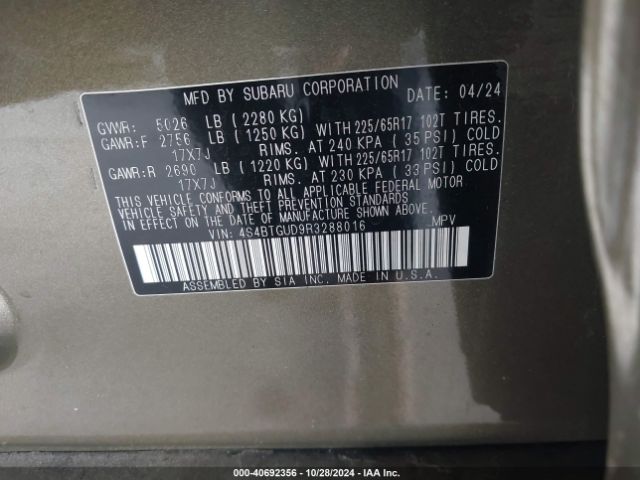 MFD BY SUBARU CORPORATION DATE: 04/24
GVWR: 5026 LB (2280 KG)
GAWR:F 2756 LB (1250 KG) WITH 225/65R17 102T TIRES.
17X7J RIMS. AT 240 KPA (35 PSI) COLD
GAWR:R 2690 LB (1220 KG) WITH 225/65R17 102T TIRES.
17X7J RIMS. AT 230 KPA (33 PSI) COLD
THIS VEHICLE CONFORMS TO ALL APPLICABLE FEDERAL MOTOR
VEHICLE SAFETY AND THEFT PREVENTION STANDARDS IN
EFFECT ON THE DATE OF MANUFACTURE SHOWN ABOVE.
VIN: 4S4BTGUD9R3288016 MPV
ASSEMBLED BY SIA INC. MADE IN U.S.A.
000-40692356 | 10/28/2024 | IAA Inc.